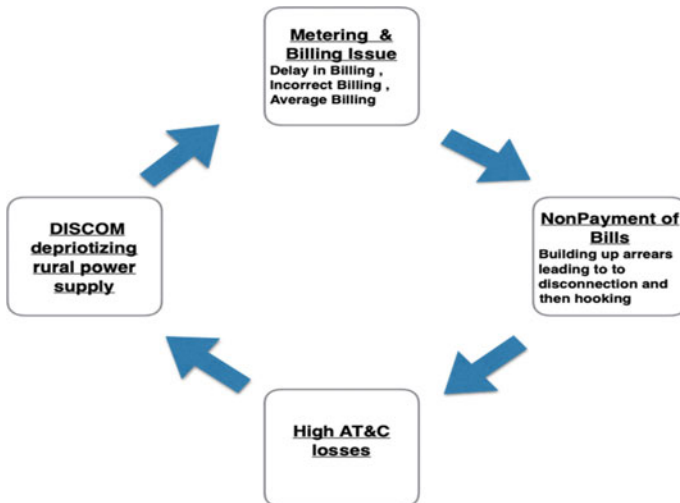 Metering & 
Billing Issue
Delay in Billing ,
Incorrect Billing ,
Average Billing
NonPayment of
Bills
Building up arrears
leading to to
disconnection and
then hooking
High AT&C
losses
DISCOM
depriotizing
rural power
supply